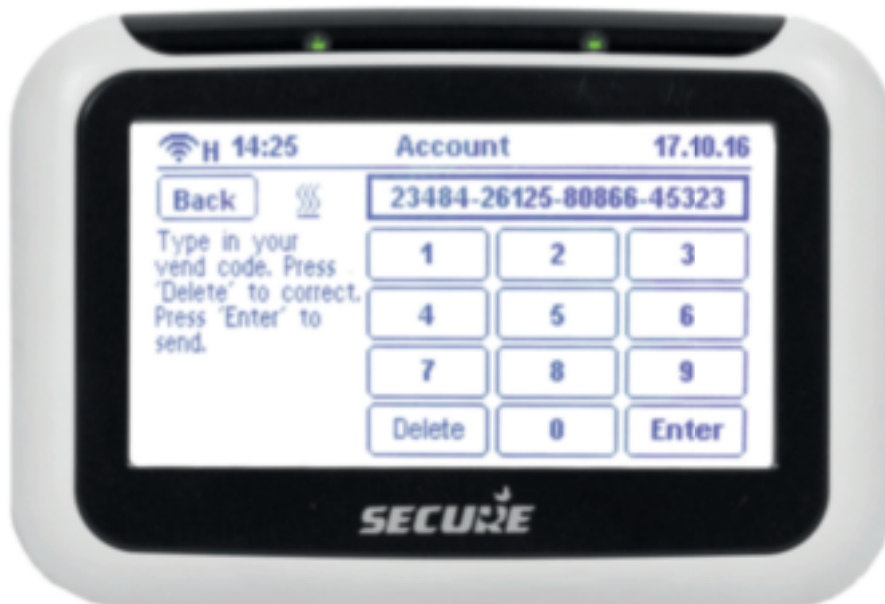 H 14:25 Account 17.10.16
Back 23484-26125-80866-45323
Type in your
vend code. Press
'Delete' to correct.
Press 'Enter' to
send.
1 2 3
4 5 6
7 8 9
Delete 0 Enter
SECURE